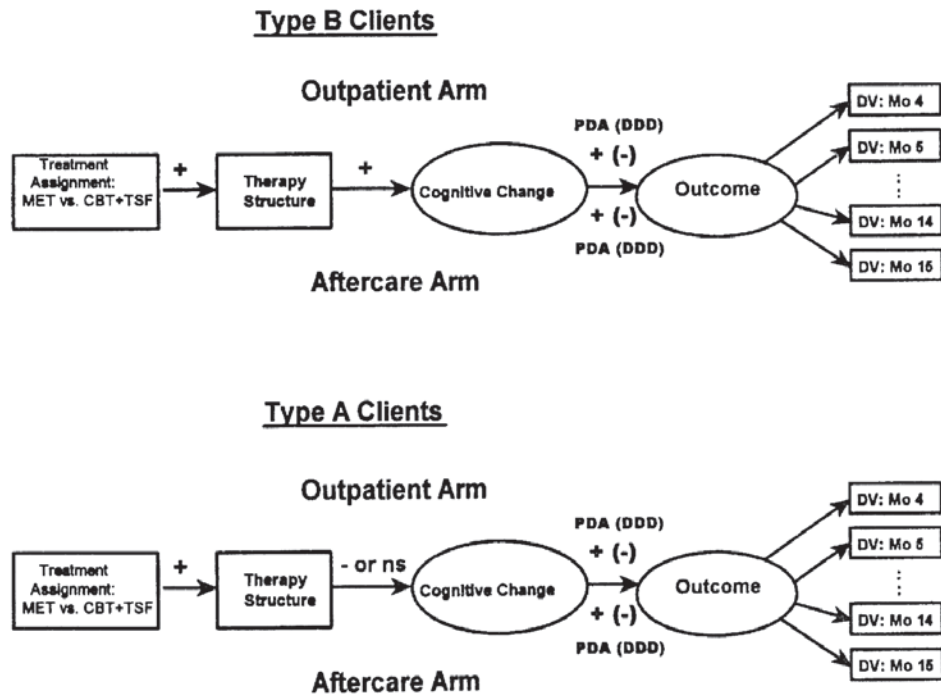 Type B Clients
Outpatient Arm
Treatment
Assignment:
MET vs. CBT+TSF
+
Therapy
Structure
+
Cognitive Change
PDA (DDD)
+ (-)
+ (-)
PDA (DDD)
Outcome
DV: Mo 4
DV: Mo 5
DV: Mo 14
DV: Mo 15
Aftercare Arm
Type A Clients
Outpatient Arm
Treatment
Assignment:
MET vs. CBT+TSF
+
Therapy
Structure
- or ns
Cognitive Change
PDA (DDD)
+ (-)
+ (-)
PDA (DDD)
Outcome
DV: Mo 4
DV: Mo 5
DV: Mo 14
DV: Mo 15
Aftercare Arm